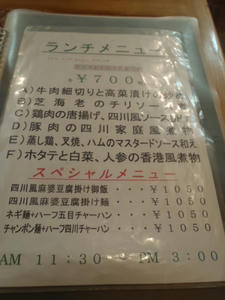 ランチメニュー
￥700
A)牛肉細切りと高菜漬けの炒め
B)芝海老のチリソース
C)鶏肉の唐揚げ、四川風ソース
D)豚肉の四川家庭風煮物
E)蒸し鶏、叉焼、ハムのマスタードソース和え
F)ホタテと白菜、人参の香港風煮物
スペシャルメニュー
四川風麻婆豆腐掛け御飯・・・￥1050
四川風麻婆豆腐掛け麺・・・￥1050
ネギ麺+ハーフ五目チャーハン・・￥1050
チャンポン麺+ハーフ四川チャーハン・￥1050
AM 11:30 PM 3:00